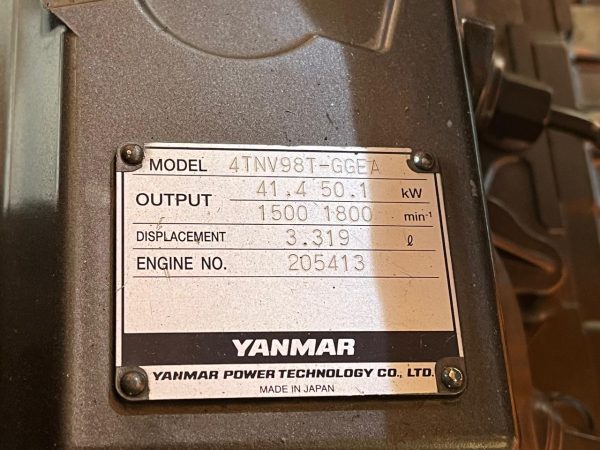 MODEL 4TNV98T-GGEA
OUTPUT 41.4 50.1 kW
1500 1800 min-1
DISPLACEMENT 3.319 ℓ
ENGINE NO. 205413
YANMAR
YANMAR POWER TECHNOLOGY CO., LTD.
MADE IN JAPAN